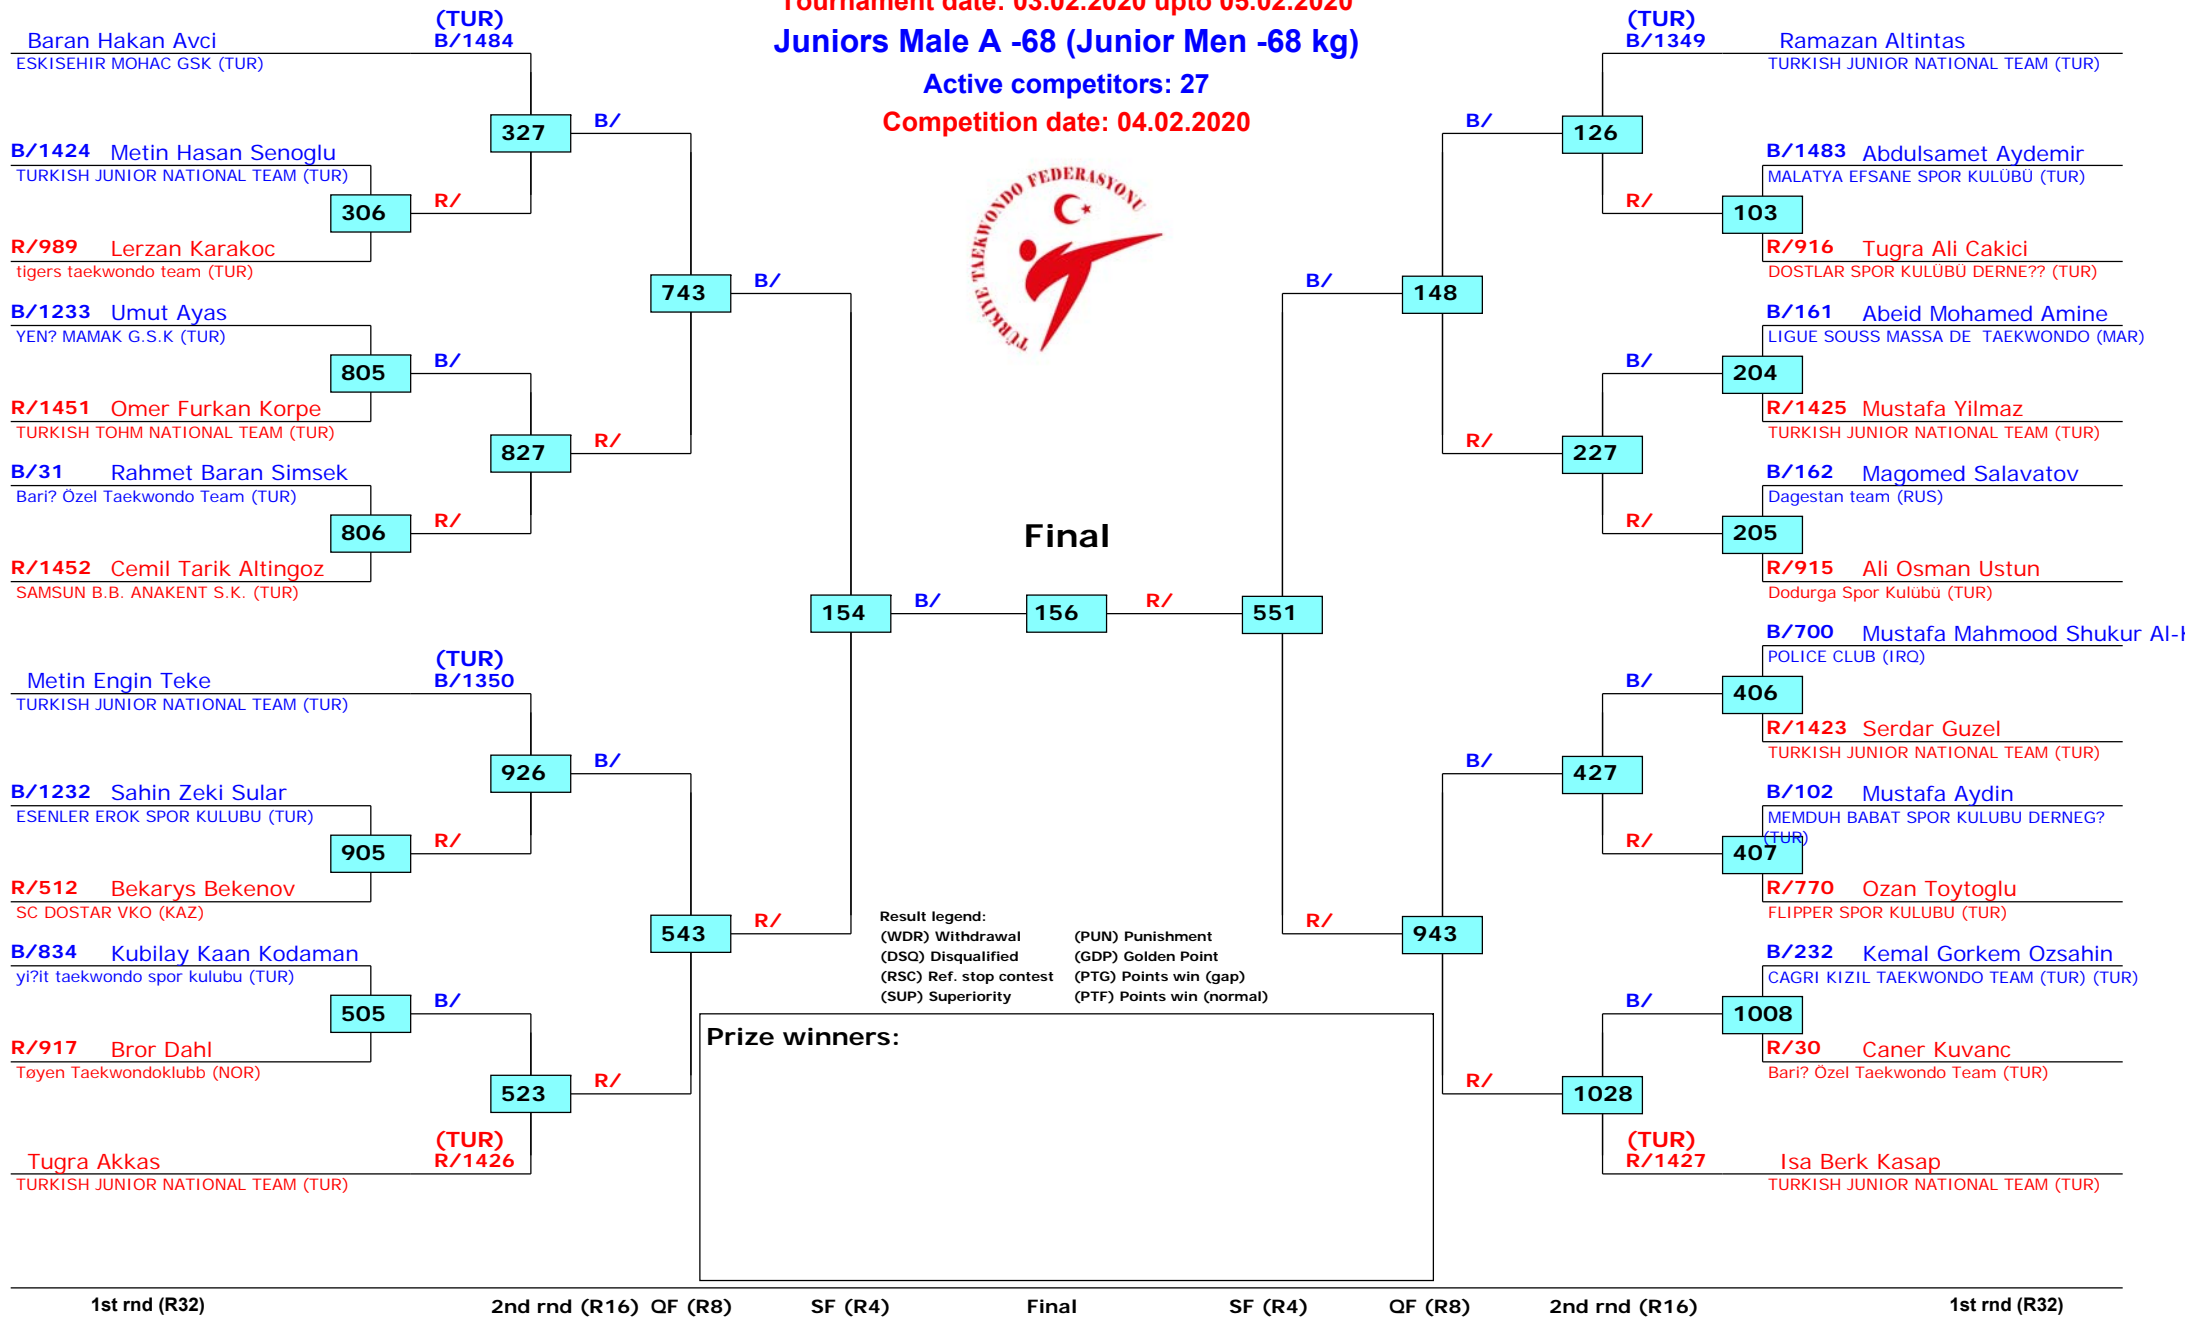 Tournament date: 03.02.2020 upto 05.02.2020
Juniors Male A -68 (Junior Men -68 kg)
Active competitors: 27
Competition date: 04.02.2020
TÜRKİYE TAEKWONDO FEDERASYONU
(TUR)
Baran Hakan Avci B/1484
ESKISEHIR MOHAC GSK (TUR)
327 B/
B/1424 Metin Hasan Senoglu
TURKISH JUNIOR NATIONAL TEAM (TUR)
306 R/
R/989 Lerzan Karakoc
tigers taekwondo team (TUR)
743 B/
B/1233 Umut Ayas
YEN? MAMAK G.S.K (TUR)
805 B/
R/1451 Omer Furkan Korpe
TURKISH TOHM NATIONAL TEAM (TUR)
827 R/
B/31 Rahmet Baran Simsek
Bari? Özel Taekwondo Team (TUR)
806 R/
R/1452 Cemil Tarik Altingoz
SAMSUN B.B. ANAKENT S.K. (TUR)
154 B/
(TUR)
Metin Engin Teke B/1350
TURKISH JUNIOR NATIONAL TEAM (TUR)
926 B/
B/1232 Sahin Zeki Sular
ESENLER EROK SPOR KULUBU (TUR)
905 R/
R/512 Bekarys Bekenov
SC DOSTAR VKO (KAZ)
543 R/
B/834 Kubilay Kaan Kodaman
yi?it taekwondo spor kulubu (TUR)
505 B/
R/917 Bror Dahl
Tøyen Taekwondoklubb (NOR)
523 R/
(TUR)
Tugra Akkas R/1426
TURKISH JUNIOR NATIONAL TEAM (TUR)
Final
156
R/ 551
(TUR)
B/1349 Ramazan Altintas
TURKISH JUNIOR NATIONAL TEAM (TUR)
B/ 126
B/1483 Abdulsamet Aydemir
MALATYA EFSANE SPOR KULÜBÜ (TUR)
R/ 103
R/916 Tugra Ali Cakici
DOSTLAR SPOR KULÜBÜ DERNE?? (TUR)
B/ 148
B/161 Abeid Mohamed Amine
LIGUE SOUSS MASSA DE TAEKWONDO (MAR)
B/ 204
R/1425 Mustafa Yilmaz
TURKISH JUNIOR NATIONAL TEAM (TUR)
R/ 227
B/162 Magomed Salavatov
Dagestan team (RUS)
R/ 205
R/915 Ali Osman Ustun
Dodurga Spor Kulübü (TUR)
B/700 Mustafa Mahmood Shukur
POLICE CLUB (IRQ)
B/ 406
R/1423 Serdar Guzel
TURKISH JUNIOR NATIONAL TEAM (TUR)
B/ 427
B/102 Mustafa Aydin
MEMDUH BABAT SPOR KULUBU DERNEG?
(TUR)
R/ 407
R/770 Ozan Toytoglu
FLIPPER SPOR KULUBU (TUR)
R/ 943
B/232 Kemal Gorkem Ozsahin
CAGRI KIZIL TAEKWONDO TEAM (TUR) (TUR)
B/ 1008
R/30 Caner Kuvanc
Bari? Özel Taekwondo Team (TUR)
R/ 1028
(TUR)
R/1427 Isa Berk Kasap
TURKISH JUNIOR NATIONAL TEAM (TUR)
Result legend:
(WDR) Withdrawal (PUN) Punishment
(DSQ) Disqualified (GDP) Golden Point
(RSC) Ref. stop contest (PTG) Points win (gap)
(SUP) Superiority (PTF) Points win (normal)
Prize winners:
1st rnd (R32) 2nd rnd (R16) QF (R8) SF (R4) Final SF (R4) QF (R8) 2nd rnd (R16) 1st rnd (R32)